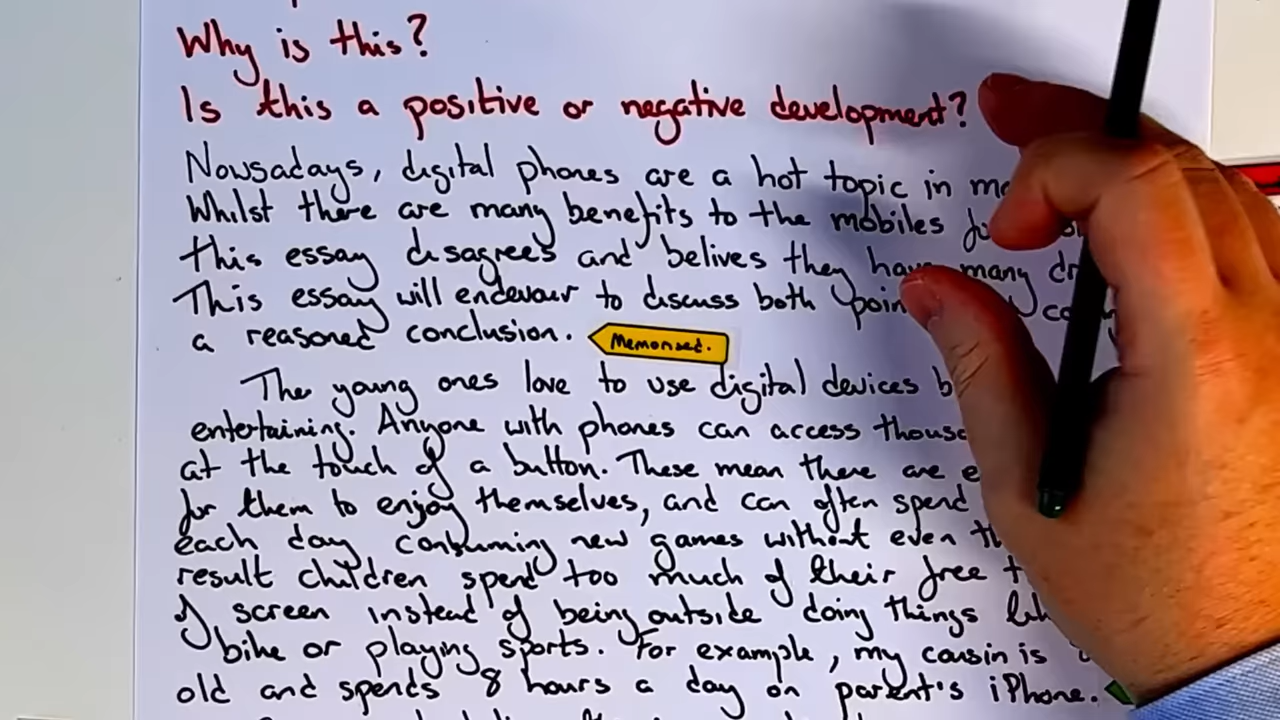 Why is this?
Is this a positive or negative development?
Nowsadays, digital phones are a hot topic in
Whilst there are many benefits to the mobiles
this essay disagrees and belives they have many
This essay will endevour to discuss both
a reasoned conclusion. Memorised.
The young ones love to use digital devices
entertaining. Anyone with phones can access
at the touch of a button. These mean there are
for them to enjoy themselves, and can often spend
each day consuming new games without even
result children spend too much of their free
of screen instead of being outside doing things
bike or playing sports. For example, my cousin is
old and spends 8 hours a day on parent's iPhone.